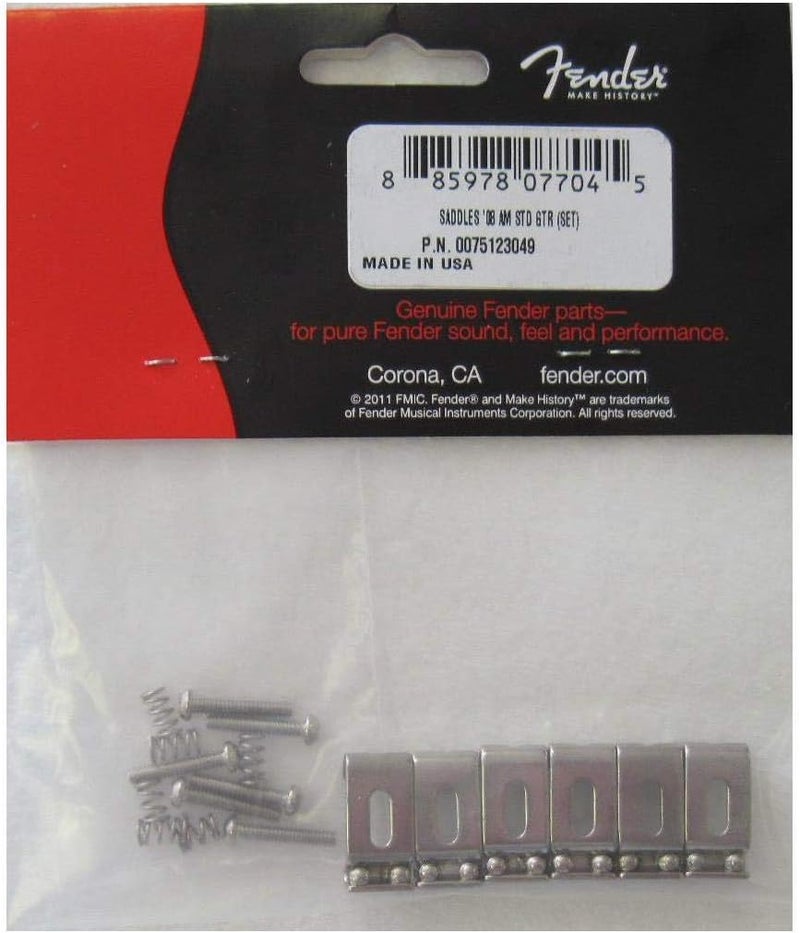 Fender®
MAKE HISTORY™
8 85978 07704 5
SADDLES '08 AM STD GTR (SET)
P.N. 0075123049
MADE IN USA
Genuine Fender parts—
for pure Fender sound, feel and performance.
Corona, CA fender.com
© 2011 FMIC. Fender® and Make History™ are trademarks
of Fender Musical Instruments Corporation. All rights reserved.